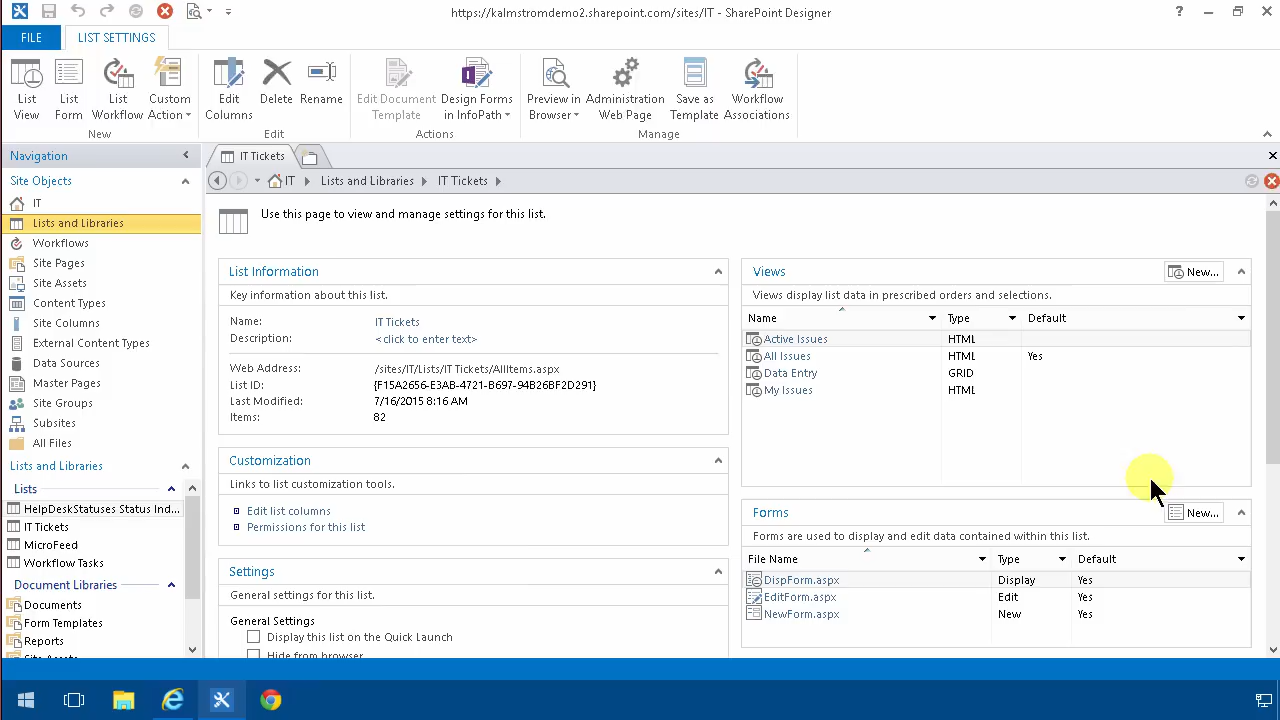 https://kalmstromdemo2.sharepoint.com/sites/IT - SharePoint Designer
FILE
LIST SETTINGS
List View
List Form
List Workflow
Custom Action
Edit Columns
Delete
Rename
Edit Document Template
Design Forms in InfoPath
Preview in Browser
Administration Web Page
Save as Template
Workflow Associations
New
Edit
Actions
Manage
Navigation
Site Objects
IT
Lists and Libraries
Workflows
Site Pages
Site Assets
Content Types
Site Columns
External Content Types
Data Sources
Master Pages
Site Groups
Subsites
All Files
Lists and Libraries
Lists
HelpDeskStatuses Status Ind...
IT Tickets
MicroFeed
Workflow Tasks
Document Libraries
Documents
Form Templates
Reports
Site Assets
IT Tickets
IT
Lists and Libraries
IT Tickets
Use this page to view and manage settings for this list.
List Information
Key information about this list.
Name: IT Tickets
Description: <click to enter text>
Web Address: /sites/IT/Lists/IT Tickets/AllItems.aspx
List ID: {F15A2656-E3AB-4721-B697-94B26BF2D291}
Last Modified: 7/16/2015 8:16 AM
Items: 82
Customization
Links to list customization tools.
Edit list columns
Permissions for this list
Settings
General settings for this list.
General Settings
Display this list on the Quick Launch
Hide from browser
Views
New...
Views display list data in prescribed orders and selections.
Name Type Default
Active Issues HTML
All Issues HTML Yes
Data Entry GRID
My Issues HTML
Forms
New...
Forms are used to display and edit data contained within this list.
File Name Type Default
DispForm.aspx Display Yes
EditForm.aspx Edit Yes
NewForm.aspx New Yes